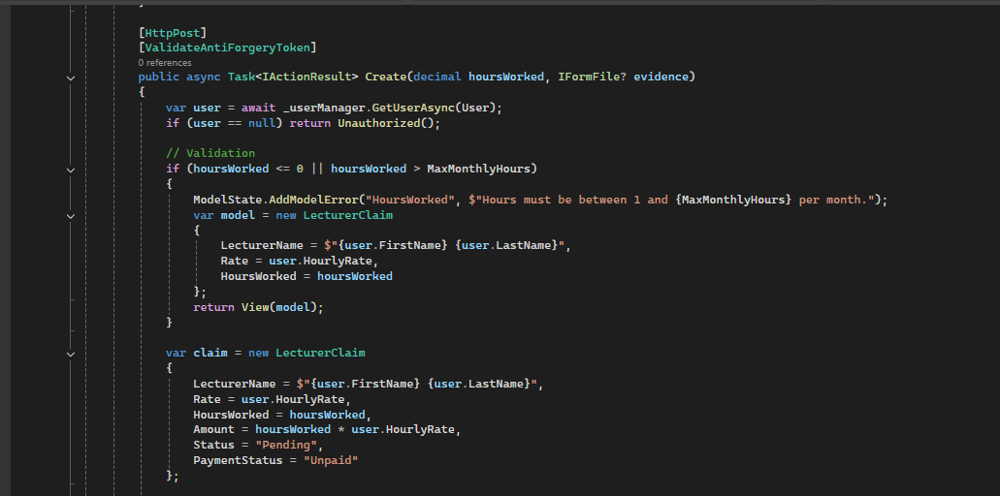 [HttpPost]
[ValidateAntiForgeryToken]
0 references
public async Task<IActionResult> Create(decimal hoursWorked, IFormFile? evidence)
{
var user = await _userManager.GetUserAsync(User);
if (user == null) return Unauthorized();
// Validation
if (hoursWorked <= 0 || hoursWorked > MaxMonthlyHours)
{
ModelState.AddModelError("HoursWorked", $"Hours must be between 1 and {MaxMonthlyHours} per month.");
var model = new LecturerClaim
{
LecturerName = $"{user.FirstName} {user.LastName}",
Rate = user.HourlyRate,
HoursWorked = hoursWorked
};
return View(model);
}
var claim = new LecturerClaim
{
LecturerName = $"{user.FirstName} {user.LastName}",
Rate = user.HourlyRate,
HoursWorked = hoursWorked,
Amount = hoursWorked * user.HourlyRate,
Status = "Pending",
PaymentStatus = "Unpaid"
};